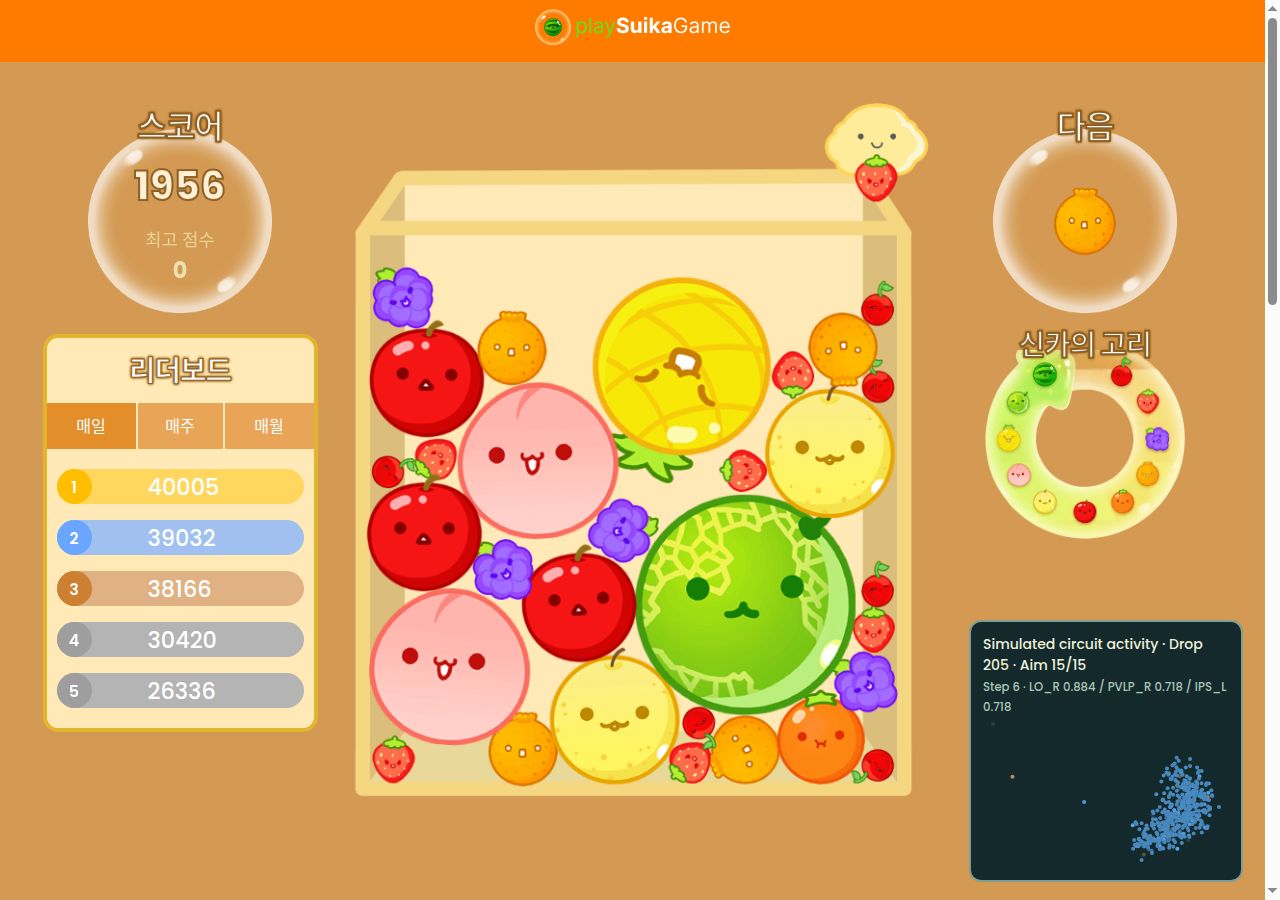 playSuikaGame
스코어
1956
최고 점수
0
다음
신카의 고리
리더보드
매일 매주 매월
1 40005
2 39032
3 38166
4 30420
5 26336
Simulated circuit activity · Drop
205 · Aim 15/15
Step 6 · LO_R 0.884 / PVLP_R 0.718 / IPS_L
0.718